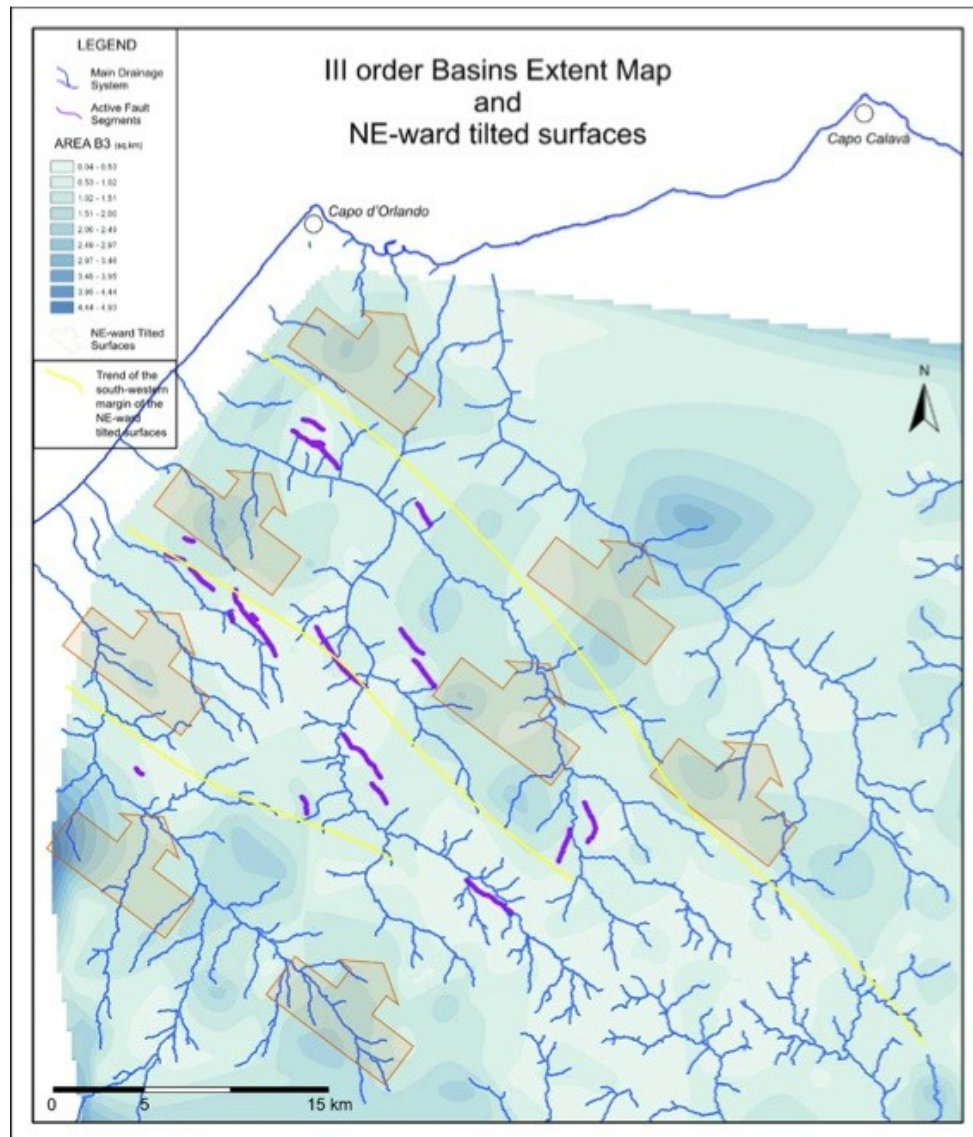 LEGEND
Main Drainage
System
Active Fault
Segments
AREA B3 (sq.km)
0.04 - 0.53
0.53 - 1.02
1.02 - 1.51
1.51 - 2.00
2.00 - 2.49
2.49 - 2.97
2.97 - 3.46
3.46 - 3.95
3.95 - 4.44
4.44 - 4.93
NE-ward Tilted
Surfaces
Trend of the
south-western
margin of the
NE-ward
tilted surfaces
III order Basins Extent Map
and
NE-ward tilted surfaces
Capo Calavà
Capo d'Orlando
N
0 5 15 km